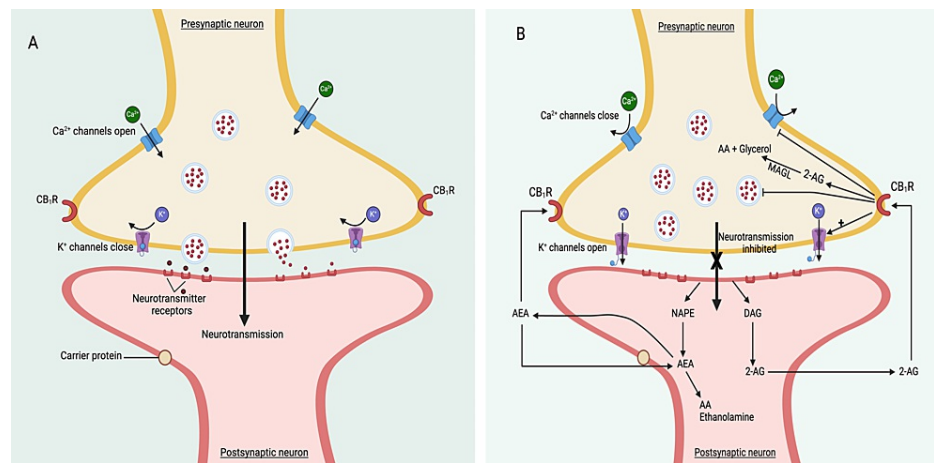 A
Presynaptic neuron
Ca²⁺
Ca²⁺
Ca²⁺ channels open
CB₁R
CB₁R
K⁺
K⁺
K⁺ channels close
Neurotransmitter
receptors
Neurotransmission
Carrier protein
Postsynaptic neuron
B
Presynaptic neuron
Ca²⁺
Ca²⁺
Ca²⁺ channels close
AA + Glycerol
MAGL
2-AG
CB₁R
CB₁R
K⁺
K⁺
+
K⁺ channels open
Neurotransmission
inhibited
AEA
NAPE
DAG
AEA
2-AG
2-AG
AA
Ethanolamine
Postsynaptic neuron